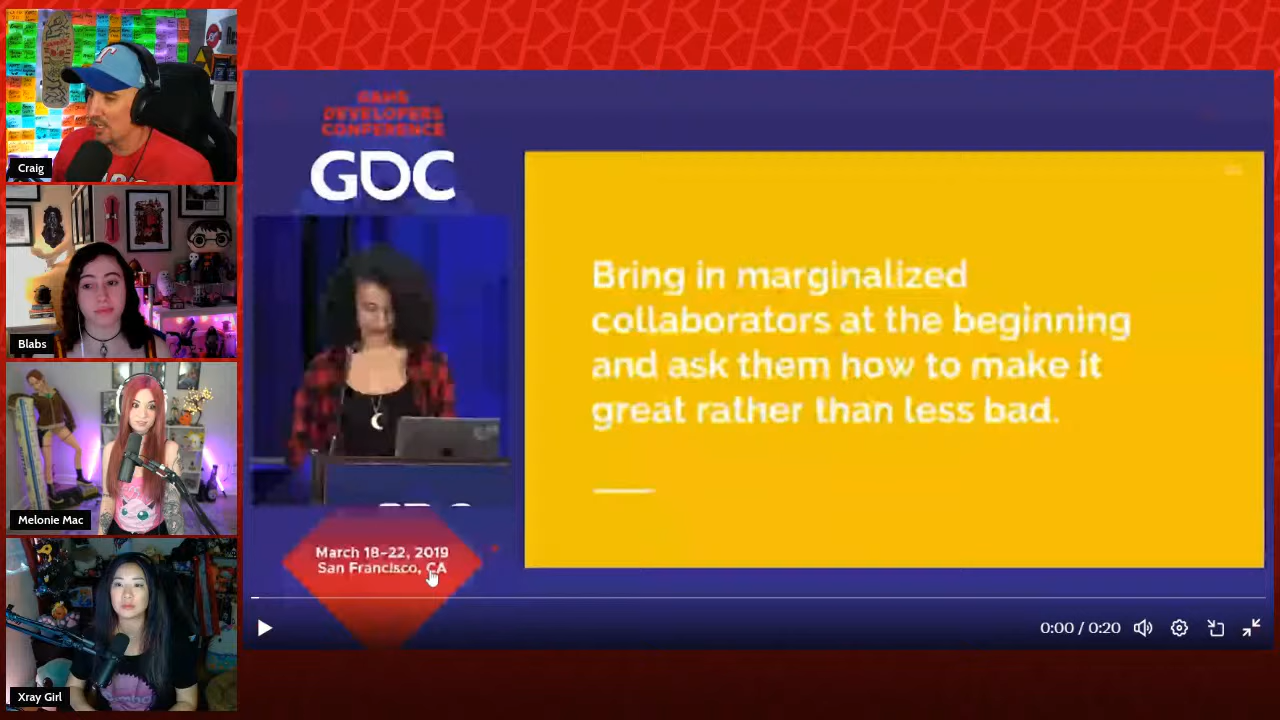 Craig
Blabs
Melonie Mac
Xray Girl
GAME
DEVELOPERS
CONFERENCE
GDC
Bring in marginalized
collaborators at the beginning
and ask them how to make it
great rather than less bad.
March 18-22, 2019
San Francisco, CA
0:00 / 0:20